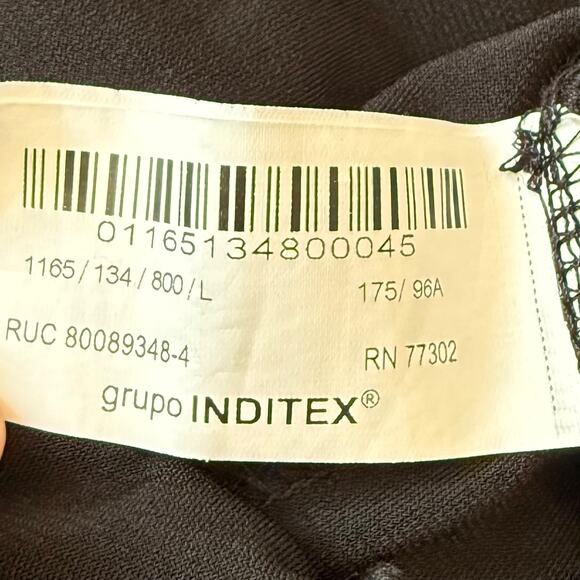 01165134800045
1165/134/800/L 175/ 96A
RUC 80089348-4 RN 77302
grupo INDITEX®